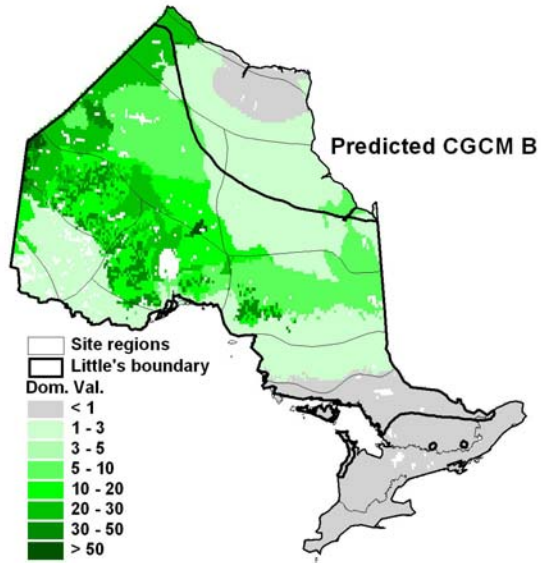 Predicted CGCM B
Site regions
Little's boundary
Dom. Val.
< 1
1 - 3
3 - 5
5 - 10
10 - 20
20 - 30
30 - 50
> 50